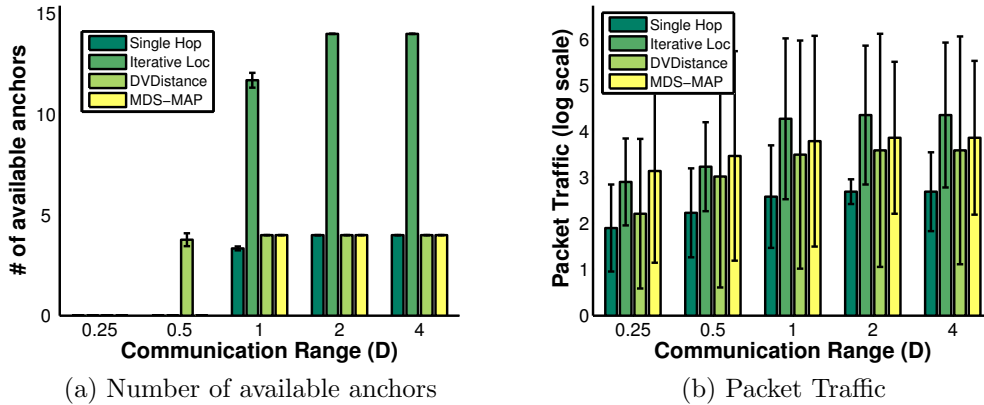 15
10
5
0
# of available anchors
Single Hop
Iterative Loc
DVDistance
MDS−MAP
0.25 0.5 1 2 4
Communication Range (D)
(a) Number of available anchors
6
5
4
3
2
1
0
Packet Traffic (log scale)
Single Hop
Iterative Loc
DVDistance
MDS−MAP
0.25 0.5 1 2 4
Communication Range (D)
(b) Packet Traffic